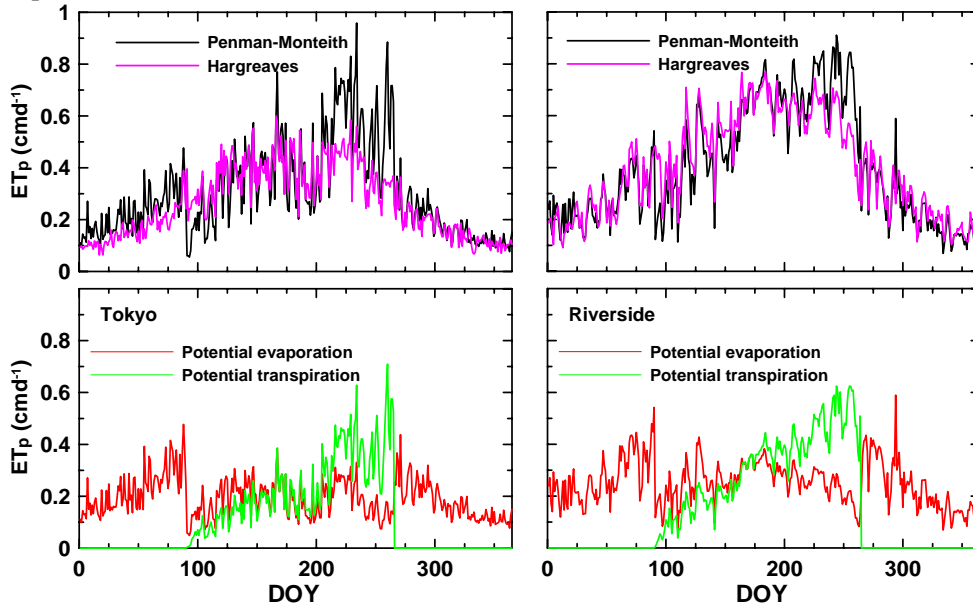 1
Penman-Monteith
Hargreaves
0.8
0.6
0.4
0.2
0
ETp (cmd-1)
Penman-Monteith
Hargreaves
Tokyo
Potential evaporation
Potential transpiration
0.8
0.6
0.4
0.2
0
ETp (cmd-1)
0 100 200 300
DOY
Riverside
Potential evaporation
Potential transpiration
0 100 200 300
DOY